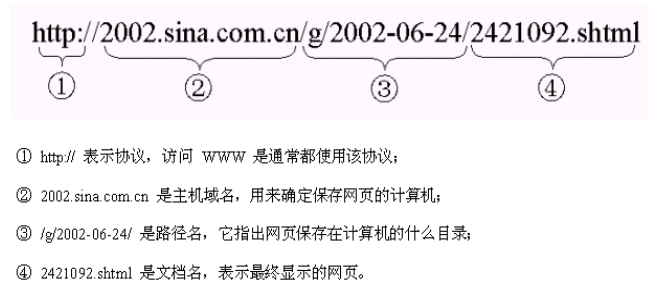 http://2002.sina.com.cn/g/2002-06-24/2421092.shtml
① ② ③ ④
① http:// 表示协议，访问 WWW 是通常都使用该协议；
② 2002.sina.com.cn 是主机域名，用来确定保存网页的计算机；
③ /g/2002-06-24/ 是路径名，它指出网页保存在计算机的什么目录；
④ 2421092.shtml 是文档名，表示最终显示的网页。